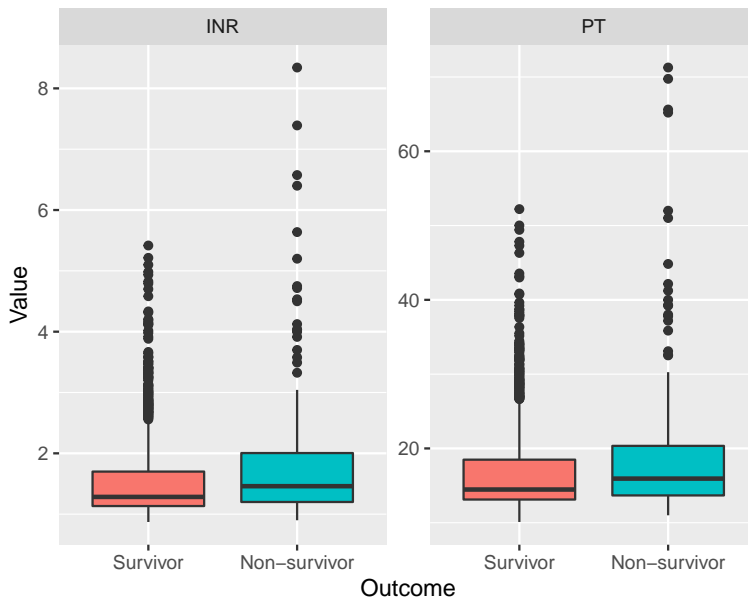 INR
PT
Value
8
6
4
2
60
40
20
Survivor
Non−survivor
Survivor
Non−survivor
Outcome